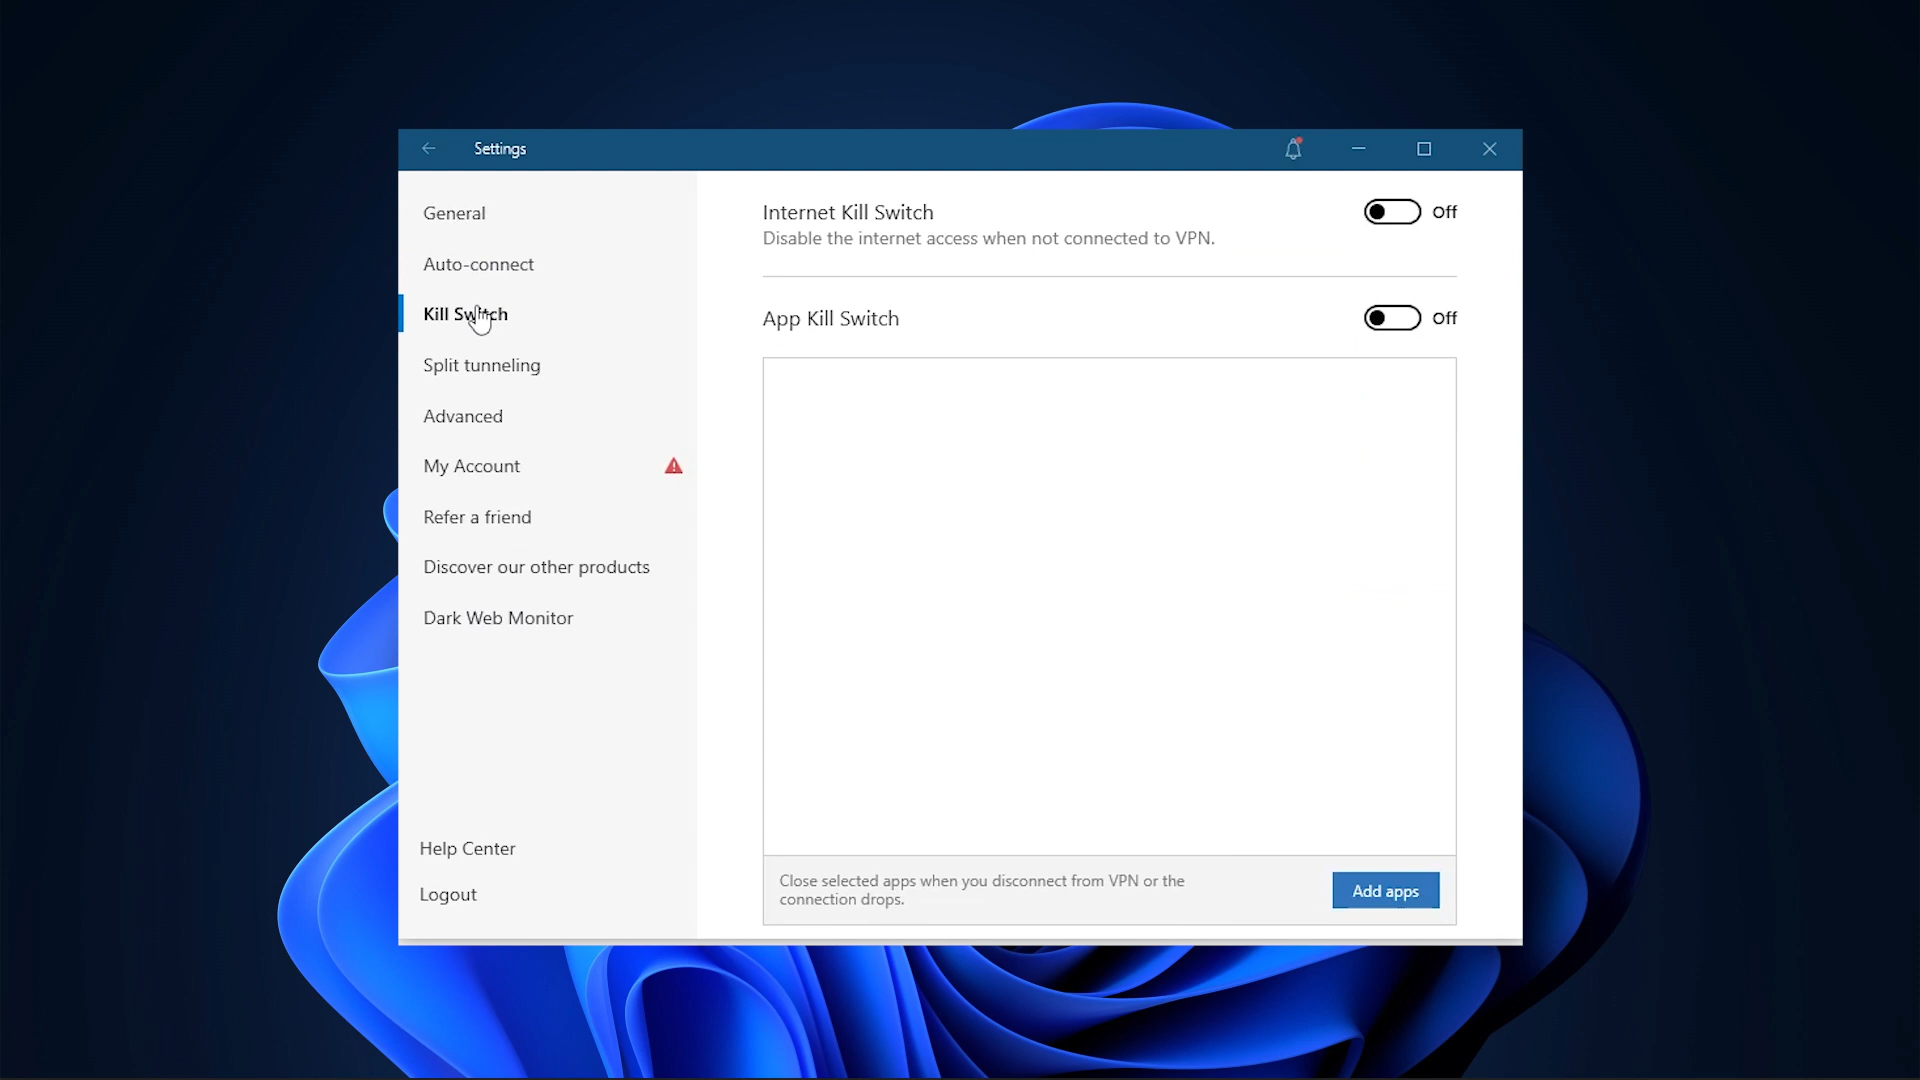 Settings
General
Auto-connect
Kill Switch
Split tunneling
Advanced
My Account
Refer a friend
Discover our other products
Dark Web Monitor
Help Center
Logout
Internet Kill Switch
Off
Disable the internet access when not connected to VPN.
App Kill Switch
Off
Close selected apps when you disconnect from VPN or the
connection drops.
Add apps